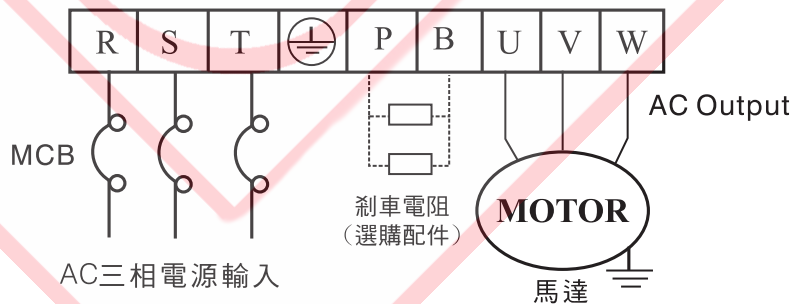 R S T P B U V W
AC Output
MCB
剎車電阻
（選購配件）
MOTOR
AC三相電源輸入
馬達